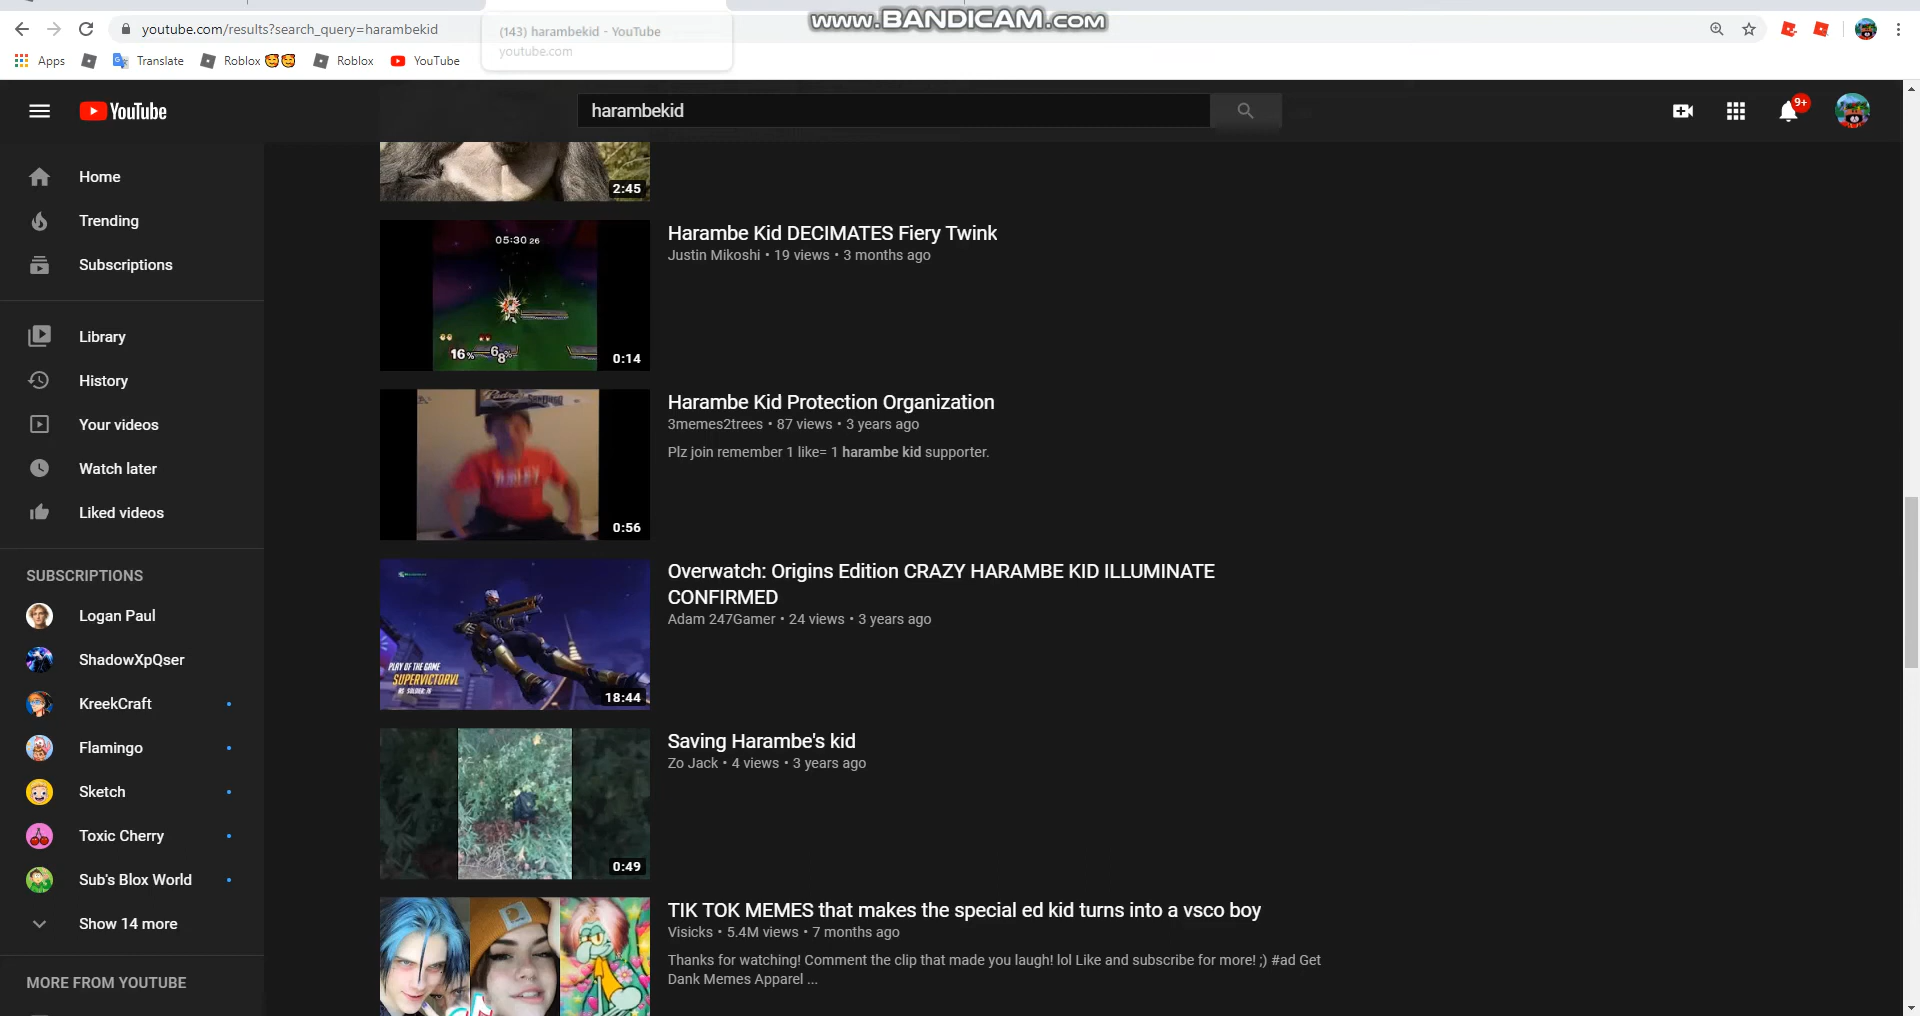 www.BANDICAM.com
youtube.com/results?search_query=harambekid
(143) harambekid - YouTube
youtube.com
Apps
Translate
Roblox 🥰🥰
Roblox
YouTube
YouTube
harambekid
9+
Home
Trending
Subscriptions
Library
History
Your videos
Watch later
Liked videos
SUBSCRIPTIONS
Logan Paul
ShadowXpQser
KreekCraft
Flamingo
Sketch
Toxic Cherry
Sub's Blox World
Show 14 more
MORE FROM YOUTUBE
2:45
05:30 26
16%
68%
0:14
Harambe Kid DECIMATES Fiery Twink
Justin Mikoshi • 19 views • 3 months ago
0:56
Harambe Kid Protection Organization
3memes2trees • 87 views • 3 years ago
Plz join remember 1 like= 1 harambe kid supporter.
PLAY OF THE GAME
SUPERVICTORVL
AS SOLDIER: 76
18:44
Overwatch: Origins Edition CRAZY HARAMBE KID ILLUMINATE
CONFIRMED
Adam 247Gamer • 24 views • 3 years ago
0:49
Saving Harambe's kid
Zo Jack • 4 views • 3 years ago
TIK TOK MEMES that makes the special ed kid turns into a vsco boy
Visicks • 5.4M views • 7 months ago
Thanks for watching! Comment the clip that made you laugh! lol Like and subscribe for more! ;) #ad Get
Dank Memes Apparel ...